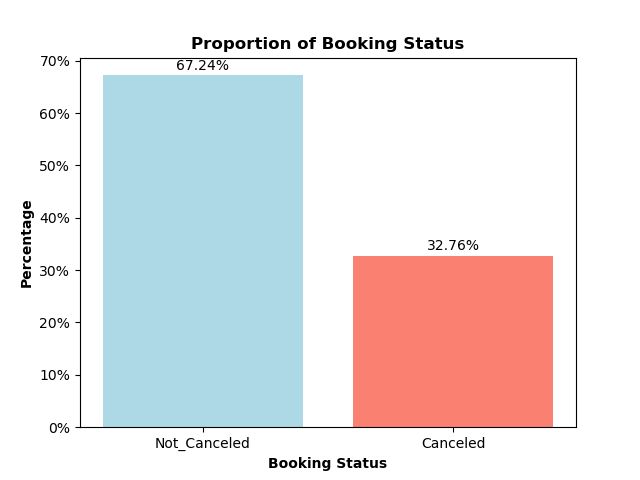 Proportion of Booking Status
70%
67.24%
60%
50%
40%
32.76%
30%
20%
10%
0%
Percentage
Not_Canceled Canceled
Booking Status